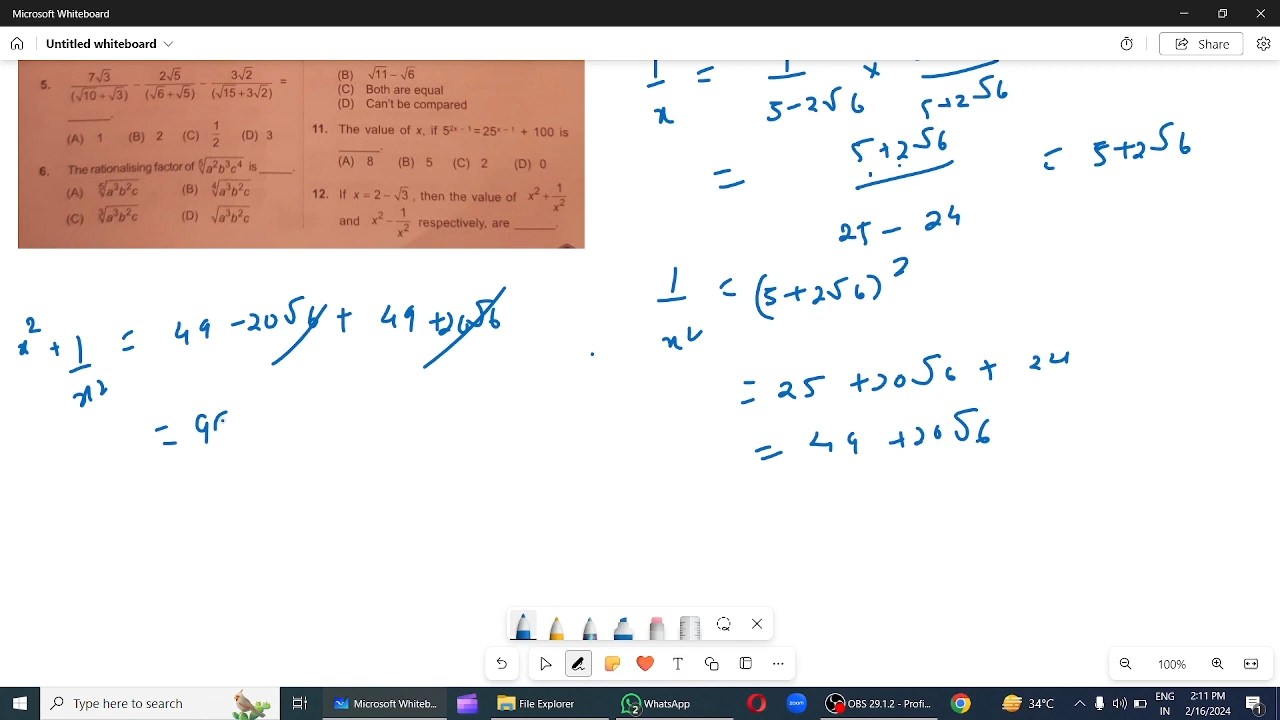 Microsoft Whiteboard
Untitled whiteboard
Share
5. 7√3/(√10 + √3) − 2√5/(√6 + √5) − 3√2/(√15 + 3√2) =
______.
(A) 1 (B) 2 (C) 1/2 (D) 3
6. The rationalising factor of ⁵√a²b³c⁴ is _____.
(A) ⁵√a³b²c (B) ⁴√a³b²c
(C) ³√a³b²c (D) √a³b²c
(B) √11 − √6
(C) Both are equal
(D) Can't be compared
11. The value of x, if 5²ˣ⁻¹ = 25ˣ⁻¹ + 100 is
______.
(A) 8 (B) 5 (C) 2 (D) 0
12. If x = 2 − √3, then the value of x² + 1/x²
and x² − 1/x² respectively, are ______.
1/x = 1/(5−2√6) × /(5+2√6)
= (5+2√6)/(25 − 24) = 5+2√6
1/x² = (5+2√6)²
= 25 +20√6 + 24
= 49 +20√6
x² + 1/x² = 49 −20√6 + 49 +20√6
=
100%
Type here to search
Microsoft Whiteb...
File Explorer
2
WhatsApp
zoom
OBS 29.1.2 - Profi...
34°C
ENG
IN
2:11 PM
2/16/2024